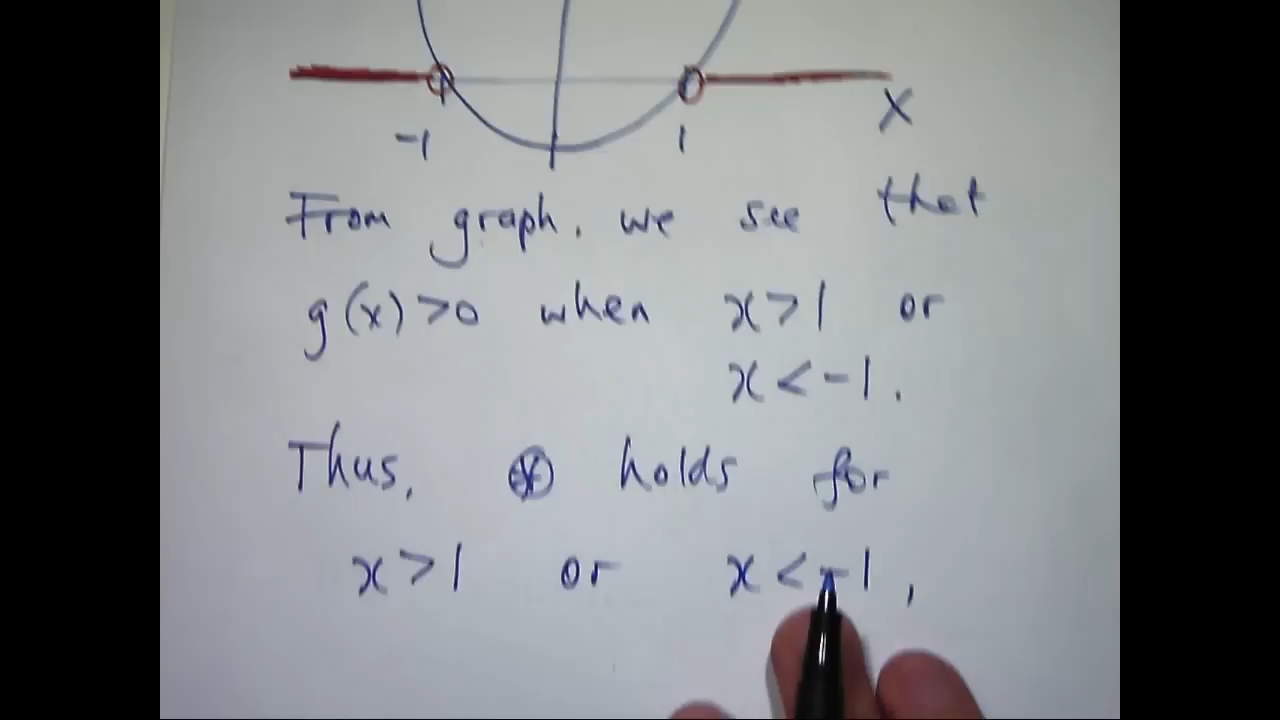 -1 1 X
From graph, we see that
g(x)>0 when x>1 or
x<-1.
Thus, ⊛ holds for
x>1 or x<-1,